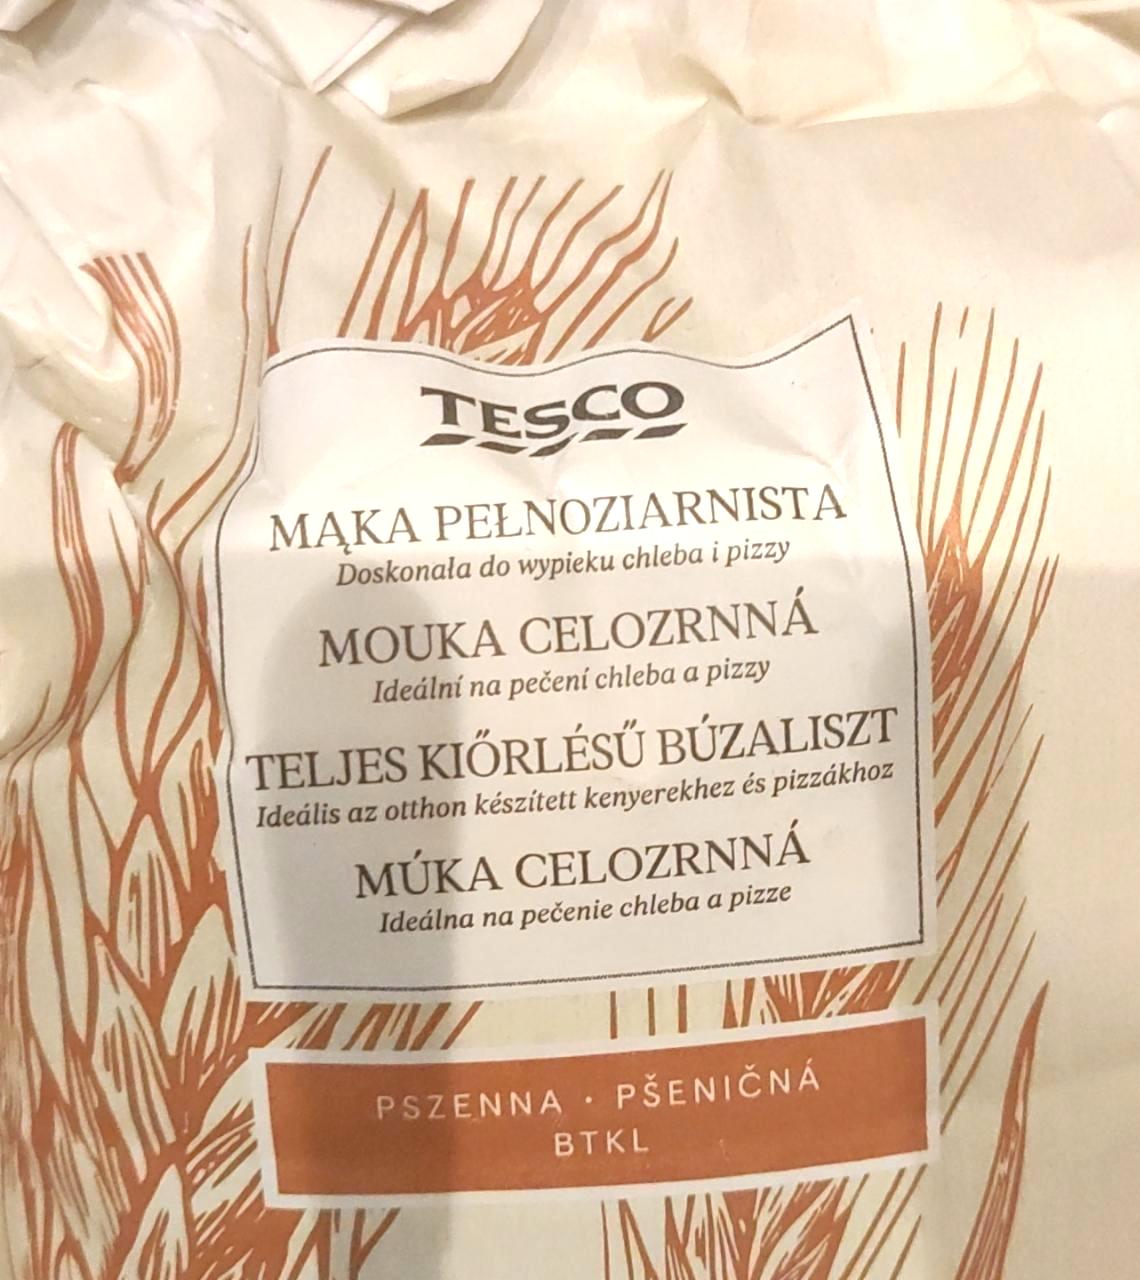 TESCO
MĄKA PEŁNOZIARNISTA
Doskonała do wypieku chleba i pizzy
MOUKA CELOZRNNÁ
Ideální na pečení chleba a pizzy
TELJES KIŐRLÉSŰ BÚZALISZT
Ideális az otthon készített kenyerekhez és pizzákhoz
MÚKA CELOZRNNÁ
Ideálna na pečenie chleba a pizze
PSZENNA · PŠENIČNÁ
BTKL